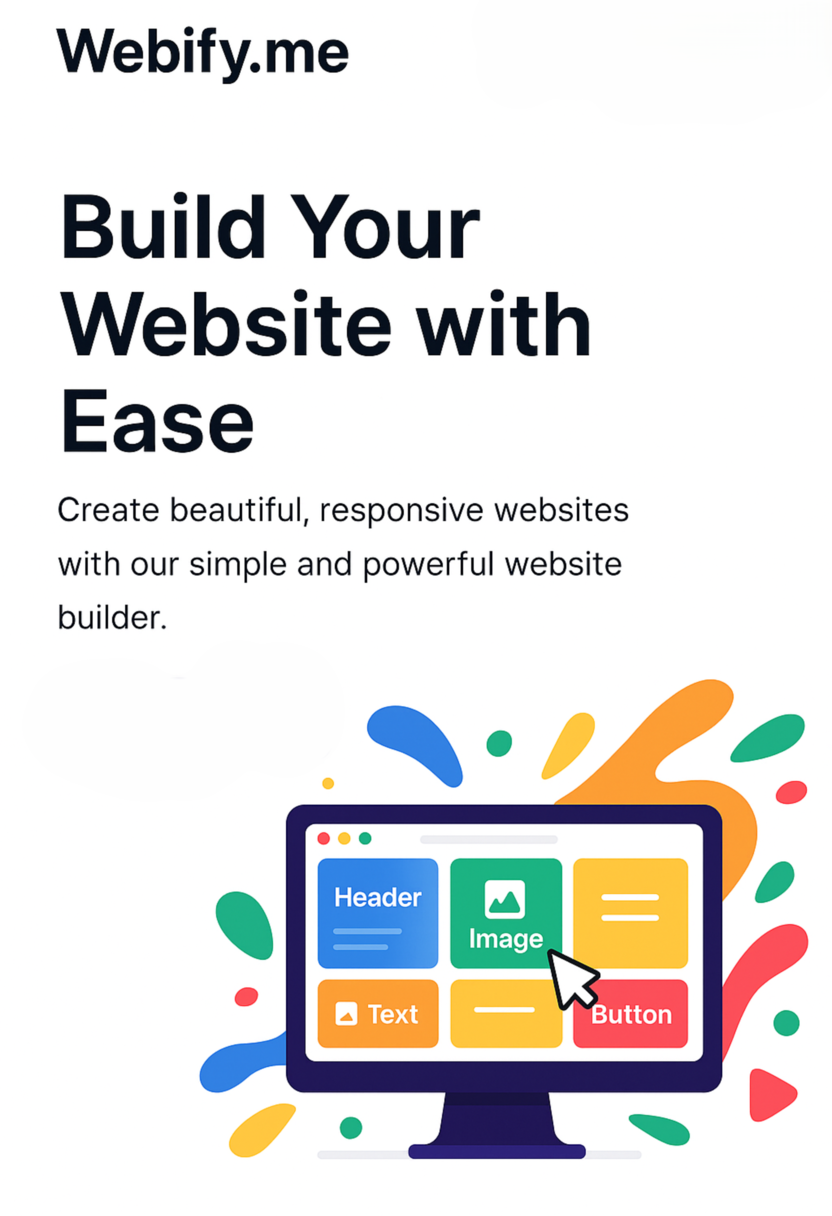 Webify.me
Build Your
Website with
Ease
Create beautiful, responsive websites
with our simple and powerful website
builder.
Header
Image
Text
Button